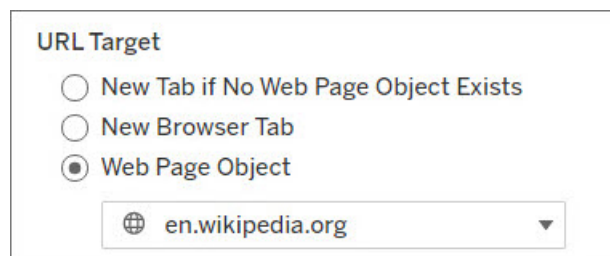 URL Target
New Tab if No Web Page Object Exists
New Browser Tab
Web Page Object
en.wikipedia.org